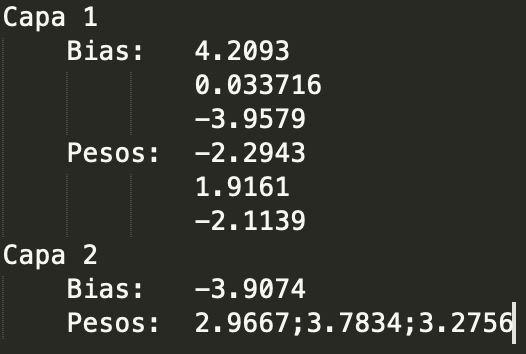 Capa 1
Bias: 4.2093
0.033716
-3.9579
Pesos: -2.2943
1.9161
-2.1139
Capa 2
Bias: -3.9074
Pesos: 2.9667;3.7834;3.2756